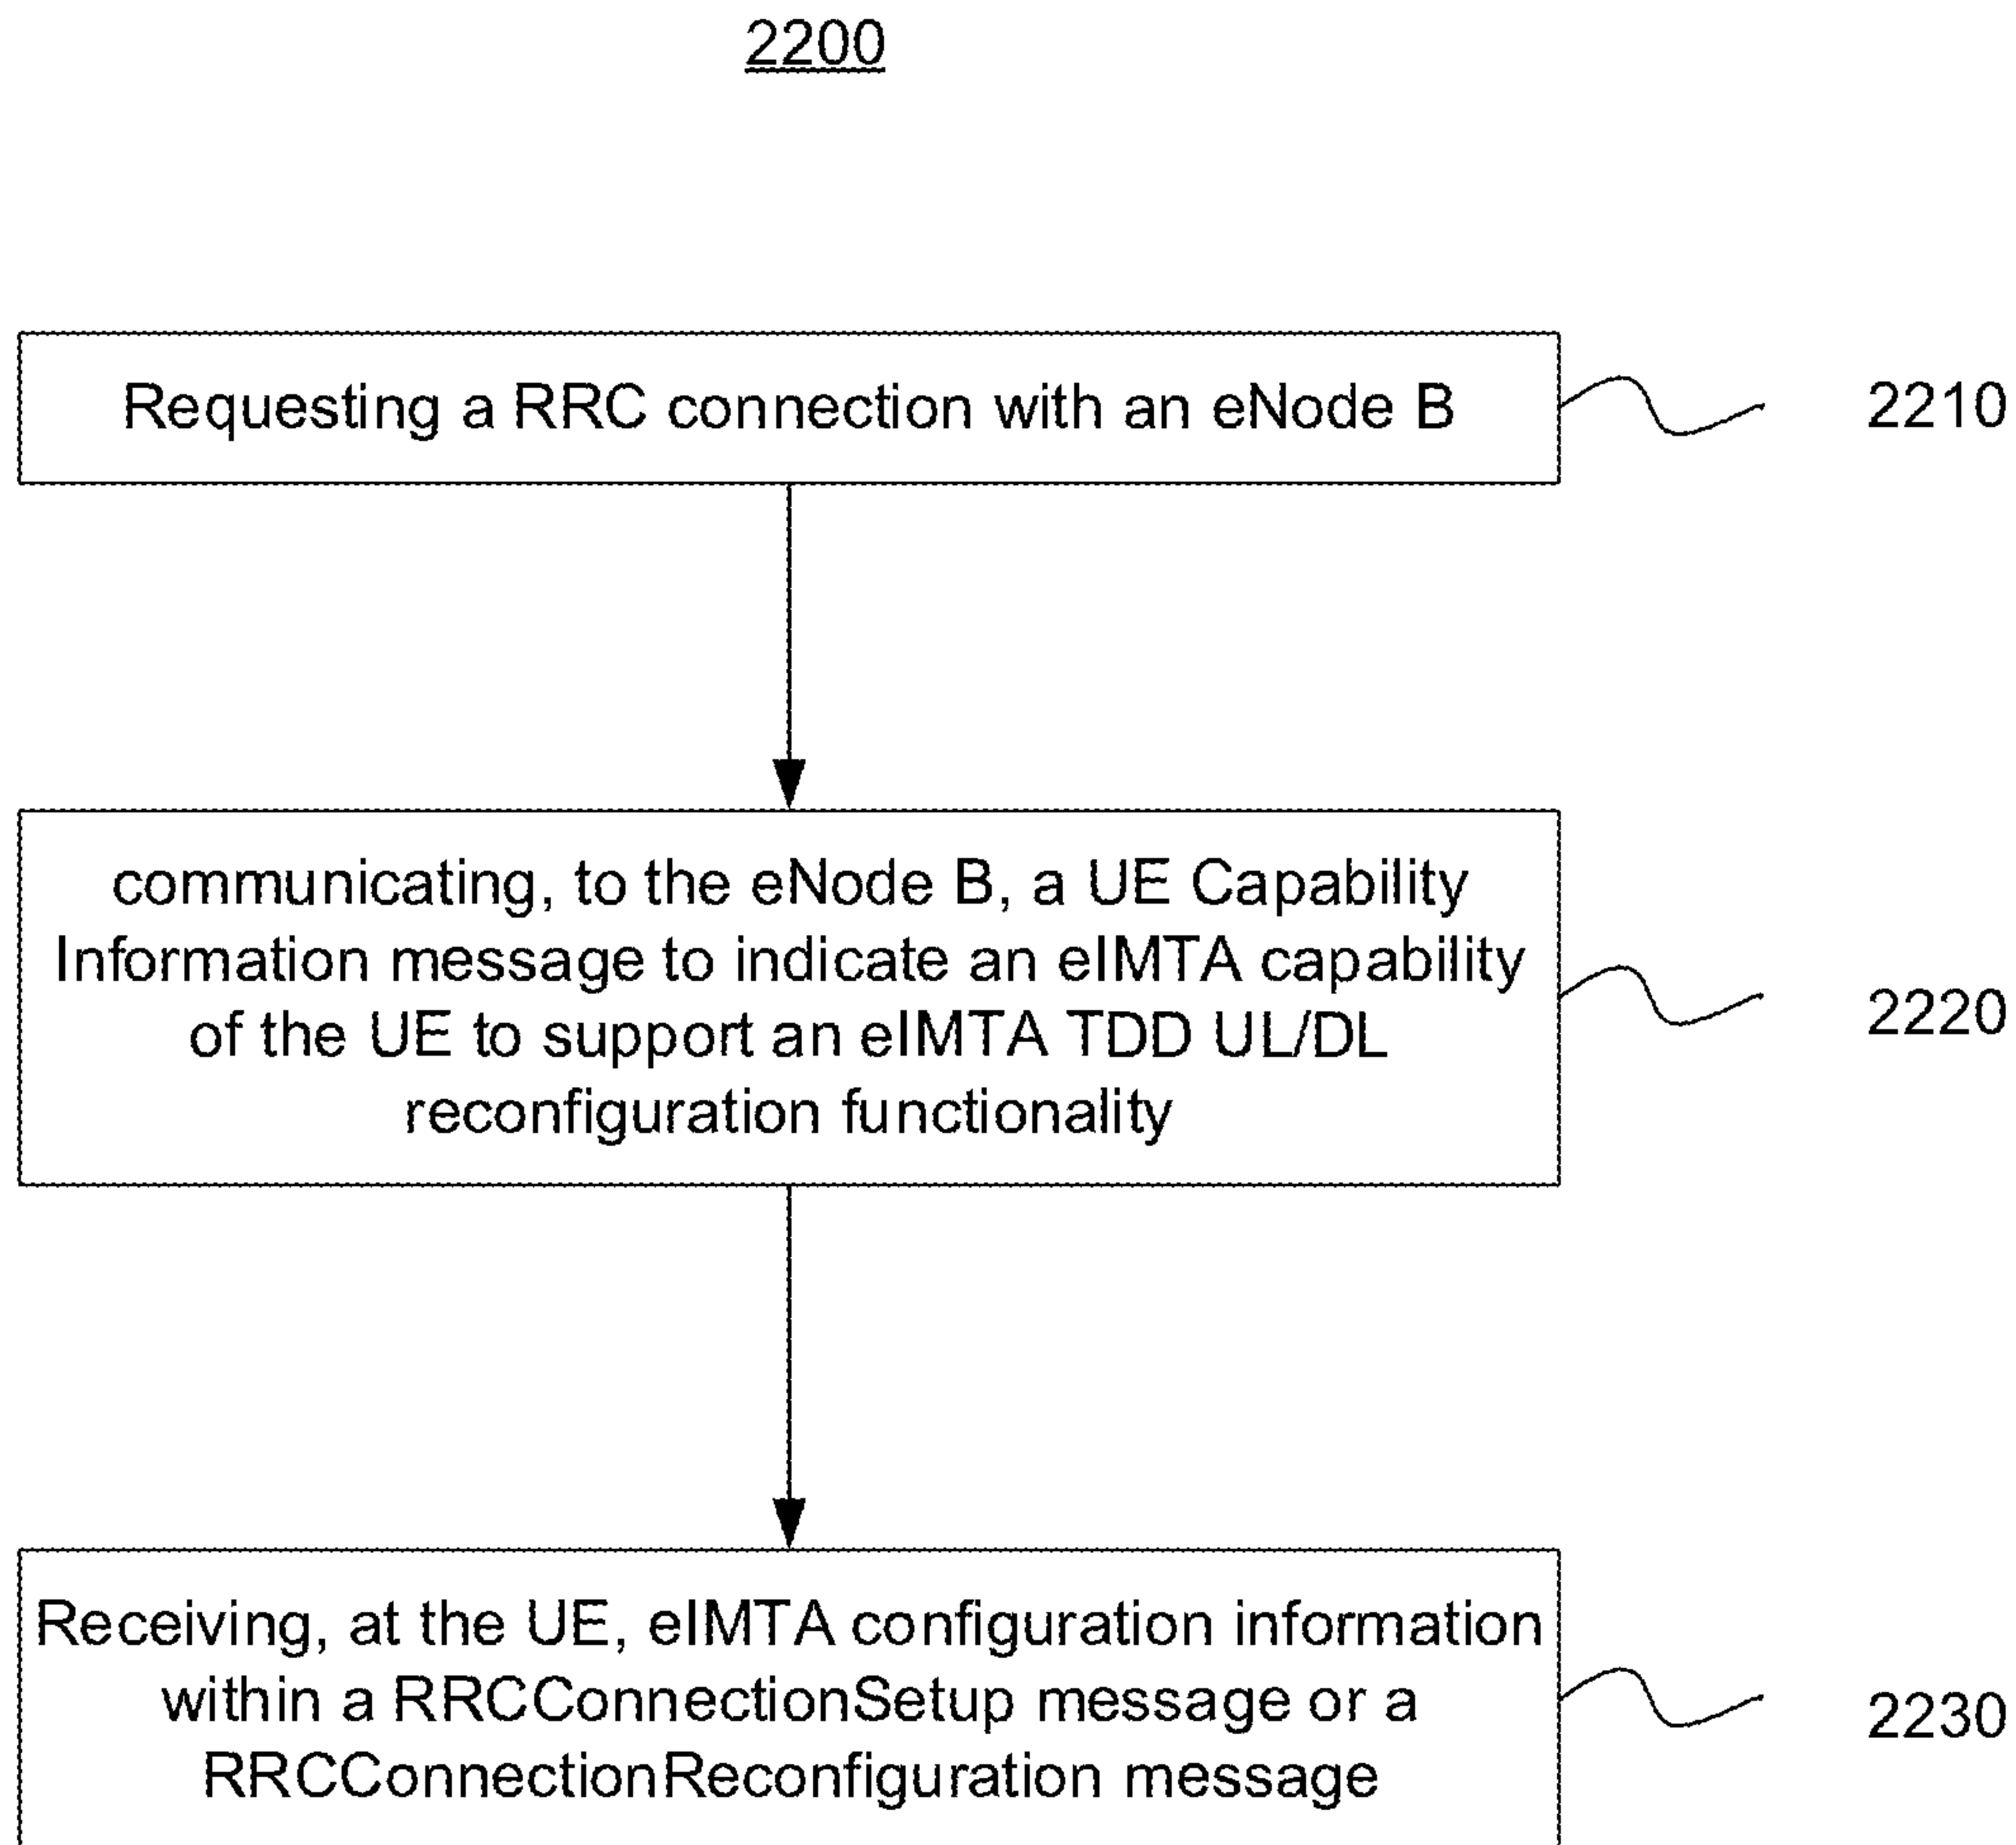 2200
Requesting a RRC connection with an eNode B
2210
communicating, to the eNode B, a UE Capability
Information message to indicate an eIMTA capability
of the UE to support an eIMTA TDD UL/DL
reconfiguration functionality
2220
Receiving, at the UE, eIMTA configuration information
within a RRCConnectionSetup message or a
RRCConnectionReconfiguration message
2230